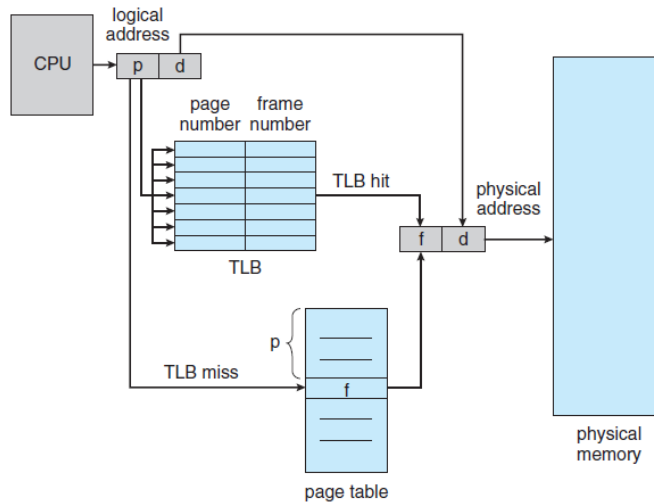 logical
address
CPU
p
d
page
number
frame
number
TLB hit
physical
address
f
d
TLB
p
TLB miss
f
physical
memory
page table